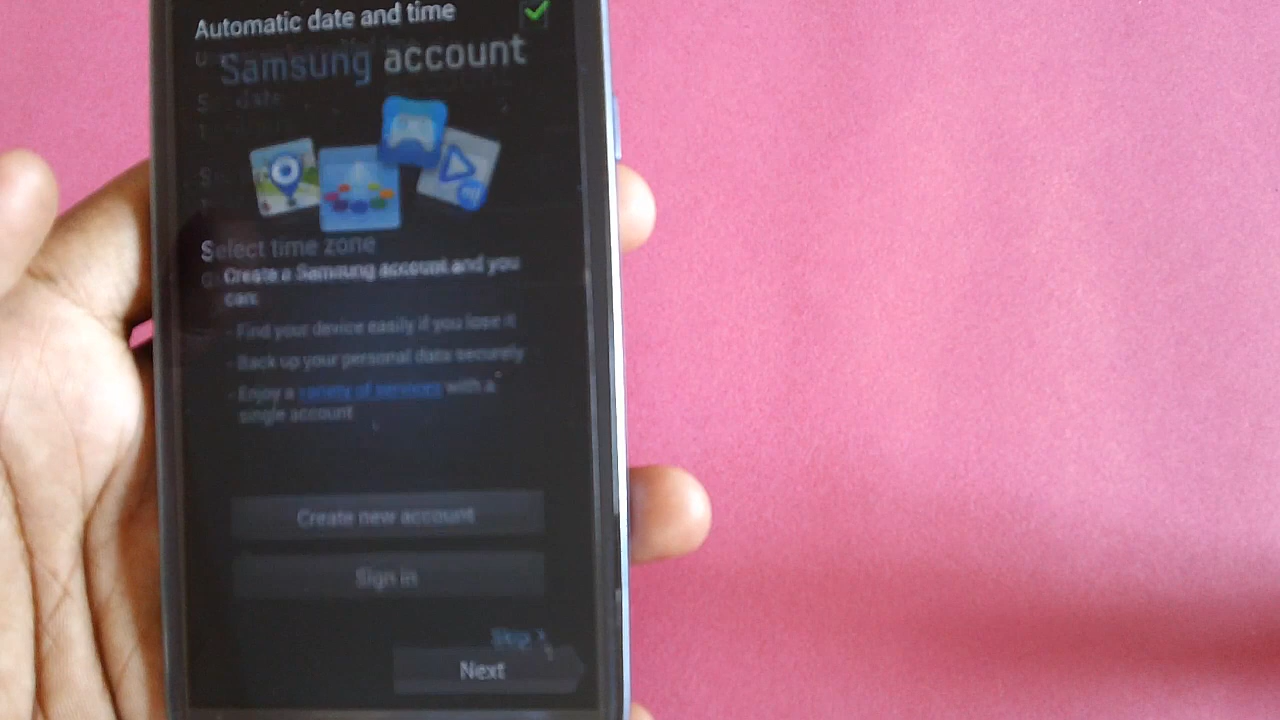 Automatic date and time
Samsung account
date
Select time zone
Create a Samsung account and you
can:
- Find your device easily if you lose it
- Back up your personal data securely
- Enjoy a variety of services with a
single account
Create new account
Sign in
Skip
Next